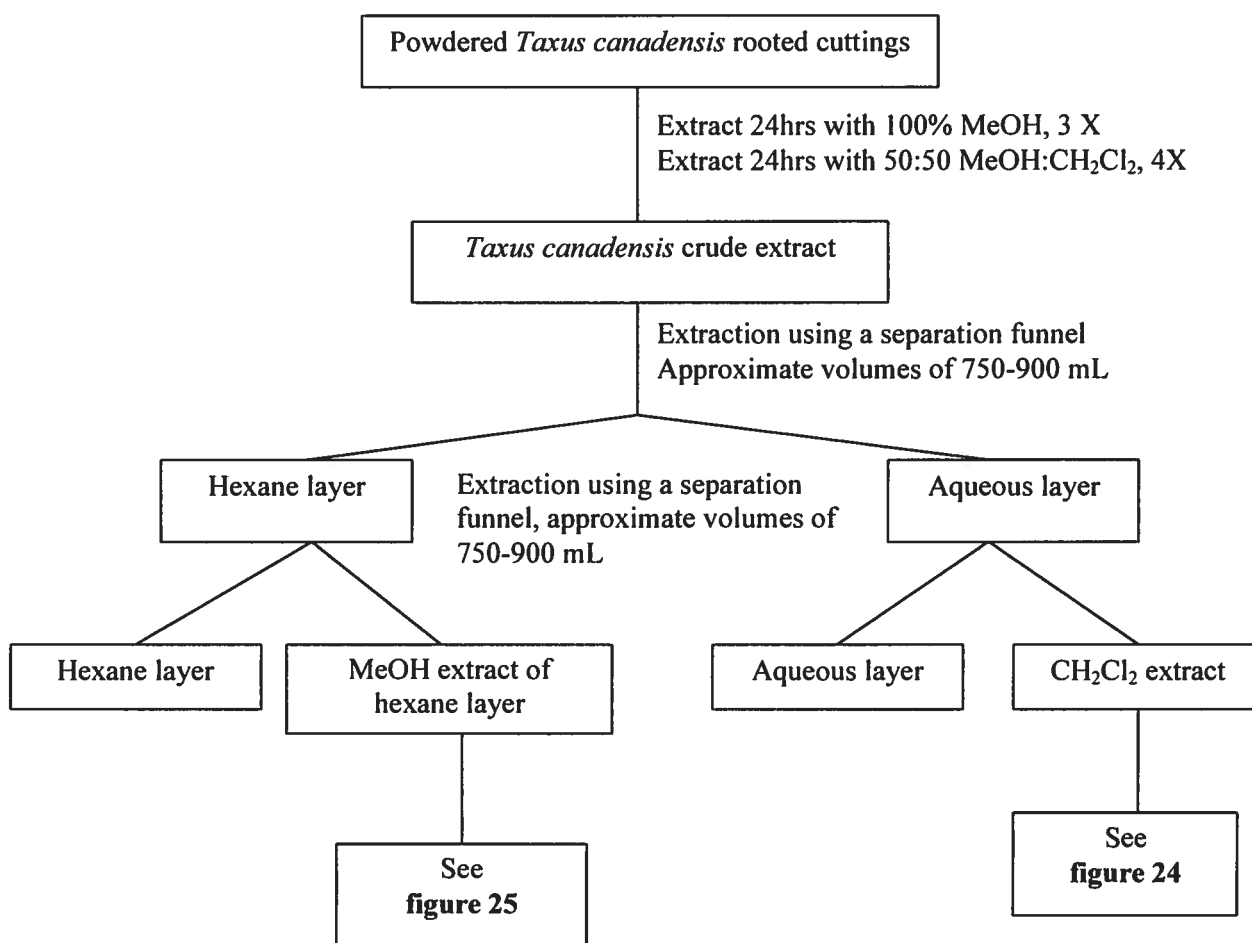 Powdered Taxus canadensis rooted cuttings
Extract 24hrs with 100% MeOH, 3 X
Extract 24hrs with 50:50 MeOH:CH₂Cl₂, 4X
Taxus canadensis crude extract
Extraction using a separation funnel
Approximate volumes of 750-900 mL
Hexane layer
Extraction using a separation
funnel, approximate volumes of
750-900 mL
Aqueous layer
Hexane layer
MeOH extract of
hexane layer
Aqueous layer
CH₂Cl₂ extract
See
figure 25
See
figure 24